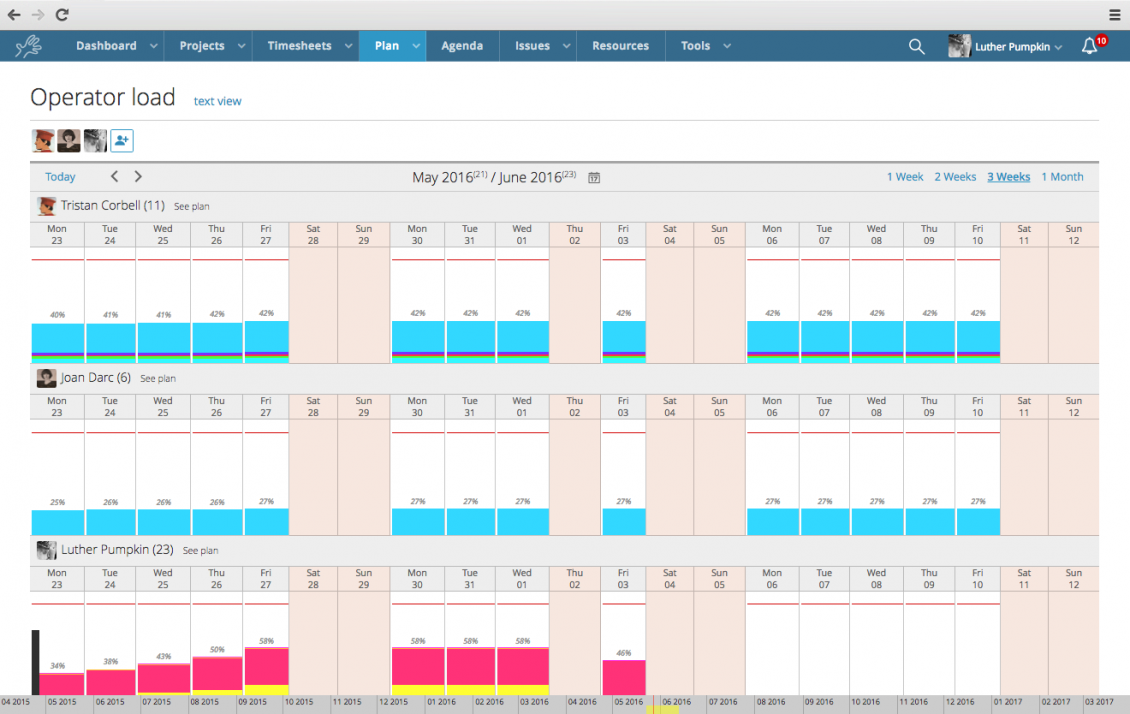 Dashboard Projects Timesheets Plan Agenda Issues Resources Tools Luther Pumpkin 10
Operator load text view
Today May 2016(21) / June 2016(23) 17 1 Week 2 Weeks 3 Weeks 1 Month
Tristan Corbell (11) See plan
Mon Tue Wed Thu Fri Sat Sun Mon Tue Wed Thu Fri Sat Sun Mon Tue Wed Thu Fri Sat Sun
23 24 25 26 27 28 29 30 31 01 02 03 04 05 06 07 08 09 10 11 12
40% 41% 41% 42% 42% 42% 42% 42% 42% 42% 42% 42% 42% 42%
Joan Darc (6) See plan
Mon Tue Wed Thu Fri Sat Sun Mon Tue Wed Thu Fri Sat Sun Mon Tue Wed Thu Fri Sat Sun
23 24 25 26 27 28 29 30 31 01 02 03 04 05 06 07 08 09 10 11 12
25% 26% 26% 26% 27% 27% 27% 27% 27% 27% 27% 27% 27% 27%
Luther Pumpkin (23) See plan
Mon Tue Wed Thu Fri Sat Sun Mon Tue Wed Thu Fri Sat Sun Mon Tue Wed Thu Fri Sat Sun
23 24 25 26 27 28 29 30 31 01 02 03 04 05 06 07 08 09 10 11 12
34% 38% 43% 50% 58% 58% 58% 58% 46%
04 2015 05 2015 06 2015 07 2015 08 2015 09 2015 10 2015 11 2015 12 2015 01 2016 02 2016 03 2016 04 2016 05 2016 06 2016 07 2016 08 2016 09 2016 10 2016 11 2016 12 2016 01 2017 02 2017 03 2017